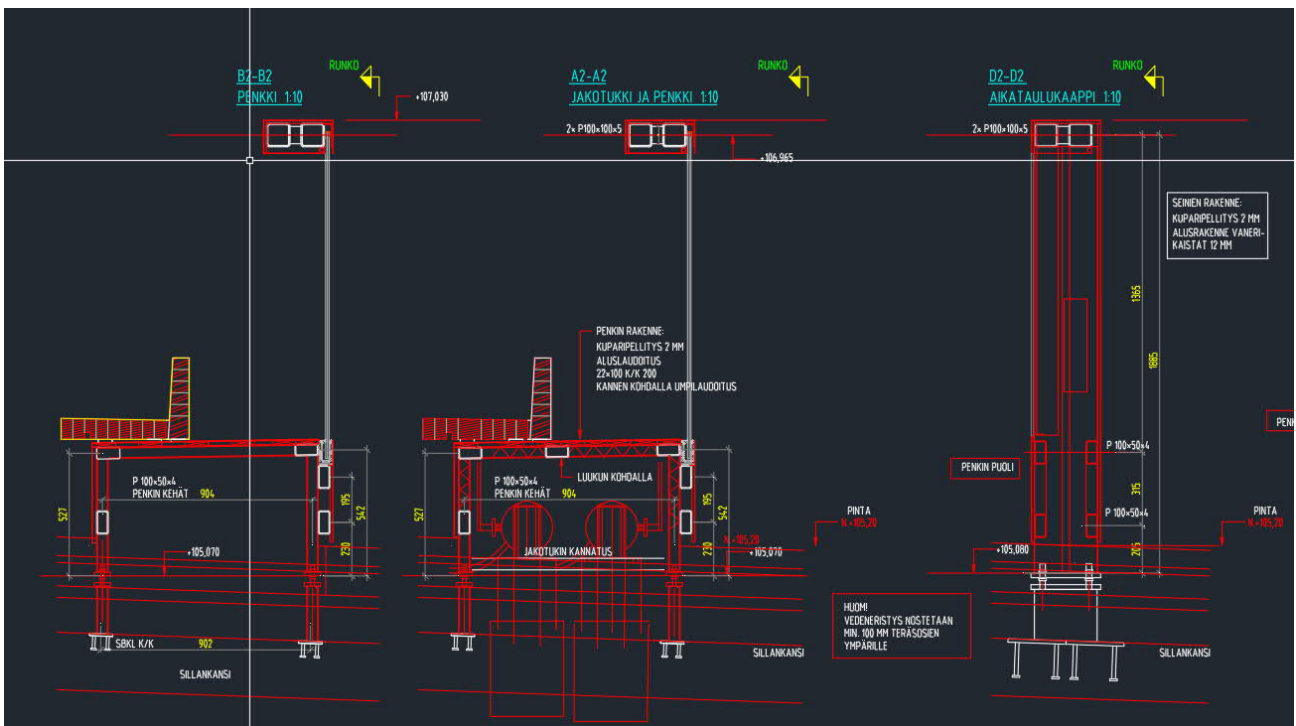 B2-B2
PENKKI 1:10
RUNKO
+107,030
A2-A2
JAKOTUKKI JA PENKKI 1:10
RUNKO
2x P100x100x5
+106,965
D2-D2
AIKATAULUKAAPPI 1:10
RUNKO
2x P100x100x5
SEINIEN RAKENNE:
KUPARIPELLITYS 2 MM
ALUSRAKENNE VANERI-
KAISTAT 12 MM
1365
1885
PENKIN RAKENNE:
KUPARIPELLITYS 2 MM
ALUSLAUDOITUS
22x100 K/K 200
KANNEN KOHDALLA UMPILAUDOITUS
P 100x50x4
PENKIN KEHÄT 904
527
195
542
230
+105,070
SBKL K/K 902
SILLANKANSI
LUUKUN KOHDALLA
P 100x50x4
PENKIN KEHÄT 904
527
195
542
230
N.+105,20
JAKOTUKIN KANNATUS
+105,070
PINTA
N.+105,20
SILLANKANSI
HUOM!
VEDENERISTYS NOSTETAAN
MIN. 100 MM TERÄSOSIEN
YMPÄRILLE
PENKIN PUOLI
P 100x50x4
315
P 100x50x4
205
+105,080
PINTA
N.+105,20
SILLANKANSI
PENK